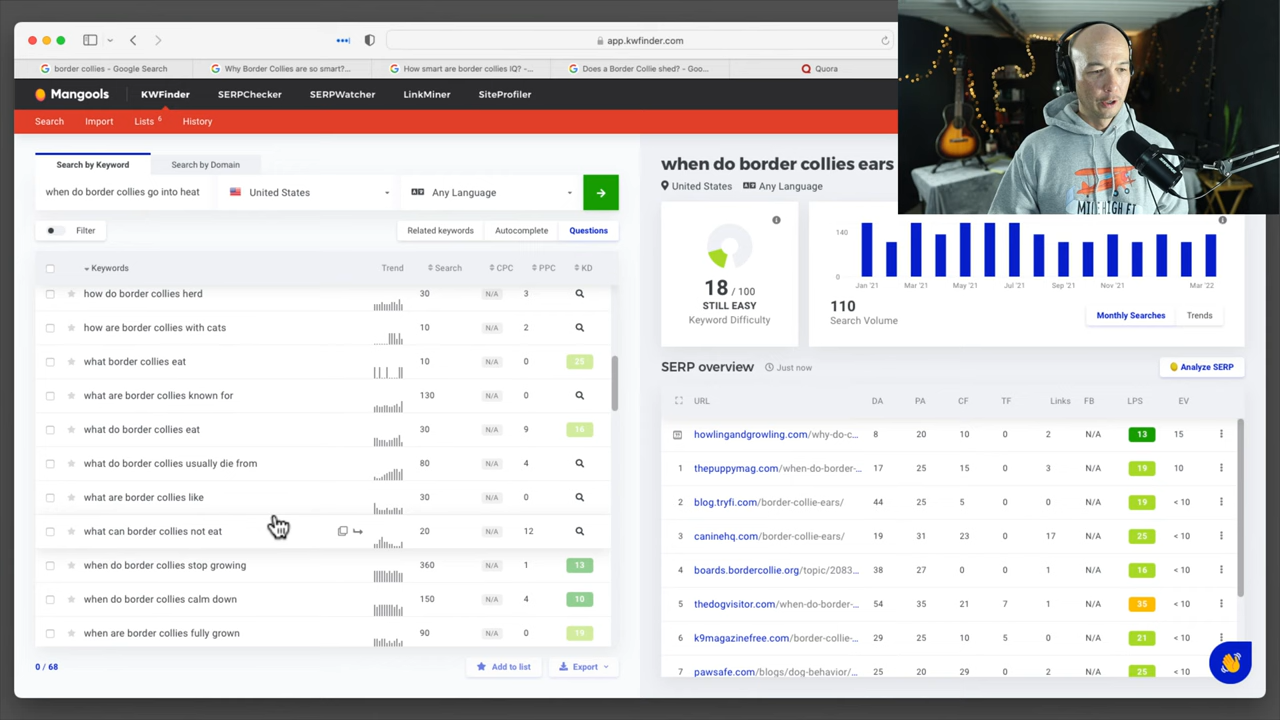 app.kwfinder.com
border collies - Google Search
Why Border Collies are so smart?...
How smart are border collies IQ? -...
Does a Border Collie shed? - Goo...
Quora
Mangools
KWFinder
SERPChecker
SERPWatcher
LinkMiner
SiteProfiler
Search
Import
Lists 6
History
Search by Keyword
Search by Domain
when do border collies go into heat
United States
Any Language
Filter
Related keywords
Autocomplete
Questions
Keywords Trend Search CPC PPC KD
how do border collies herd 30 N/A 3
how are border collies with cats 10 N/A 2
what border collies eat 10 N/A 0 25
what are border collies known for 130 N/A 0
what do border collies eat 30 N/A 9 16
what do border collies usually die from 80 N/A 4
what are border collies like 30 N/A 0
what can border collies not eat 20 N/A 12
when do border collies stop growing 360 N/A 1 13
when do border collies calm down 150 N/A 4 10
when are border collies fully grown 90 N/A 0 19
0 / 68
Add to list
Export
when do border collies ears
United States
Any Language
18 / 100
STILL EASY
Keyword Difficulty
140
0
Jan '21 Mar '21 May '21 Jul '21 Sep '21 Nov '21 Mar '22
110
Search Volume
Monthly Searches
Trends
SERP overview
Just now
Analyze SERP
URL DA PA CF TF Links FB LPS EV
howlingandgrowling.com/why-do-c... 8 20 10 0 2 N/A 13 15
1 thepuppymag.com/when-do-border-... 17 25 15 0 3 N/A 19 10
2 blog.tryfi.com/border-collie-ears/ 44 25 5 0 0 N/A 19 < 10
3 caninehq.com/border-collie-ears/ 19 31 23 0 17 N/A 25 < 10
4 boards.bordercollie.org/topic/2083... 38 27 0 0 1 N/A 16 < 10
5 thedogvisitor.com/when-do-border-... 54 35 21 7 1 N/A 35 < 10
6 k9magazinefree.com/border-collie-... 29 25 10 5 0 N/A 21 < 10
7 pawsafe.com/blogs/dog-behavior/... 24 20 29 0 0 N/A 25 < 10